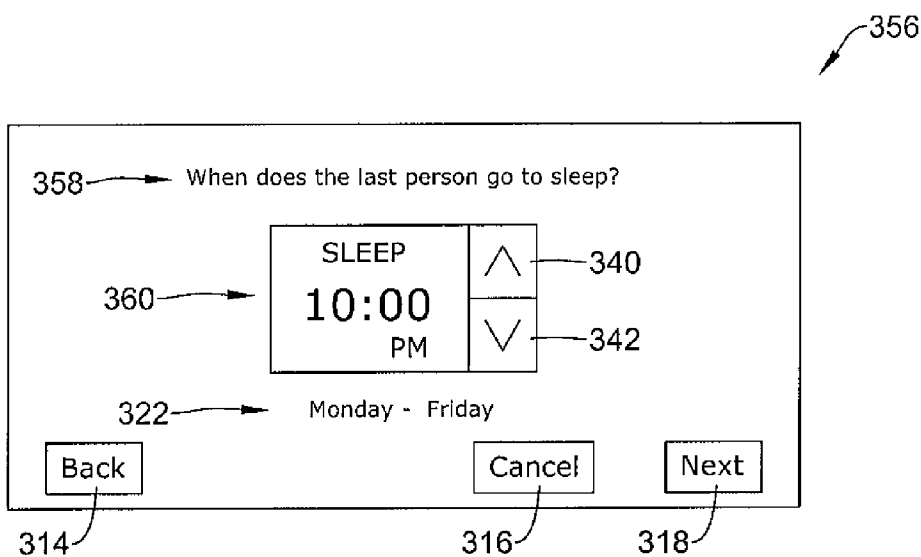 356
358 When does the last person go to sleep?
SLEEP 340
360 10:00
PM 342
322 Monday - Friday
Back Cancel Next
314 316 318